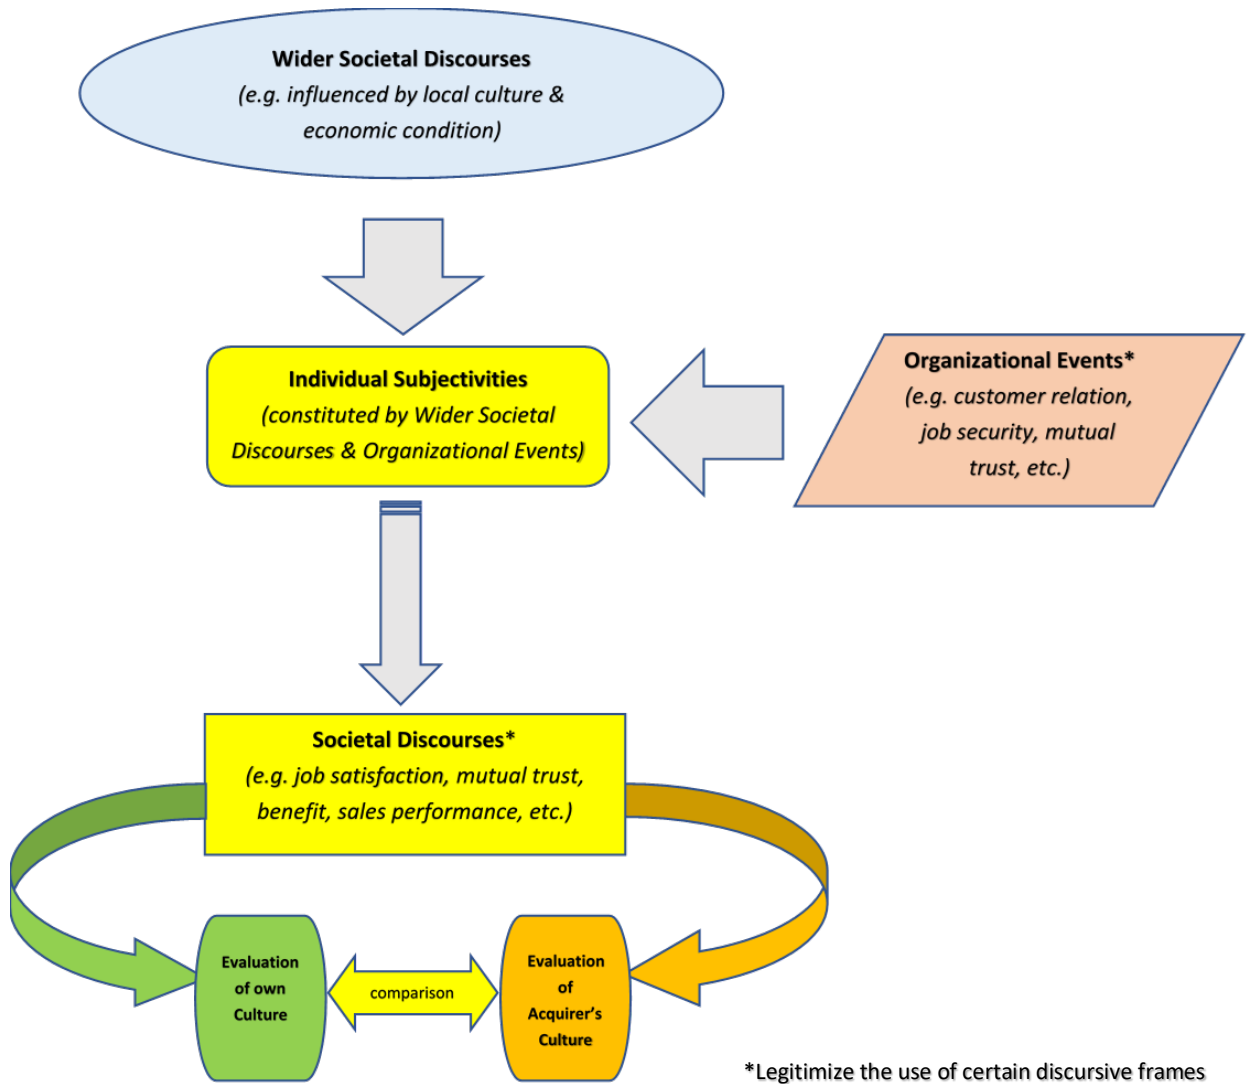 Wider Societal Discourses
(e.g. influenced by local culture &
economic condition)
Individual Subjectivities
(constituted by Wider Societal
Discourses & Organizational Events)
Organizational Events*
(e.g. customer relation,
job security, mutual
trust, etc.)
Societal Discourses*
(e.g. job satisfaction, mutual trust,
benefit, sales performance, etc.)
Evaluation
of own
Culture
comparison
Evaluation
of
Acquirer's
Culture
*Legitimize the use of certain discursive frames